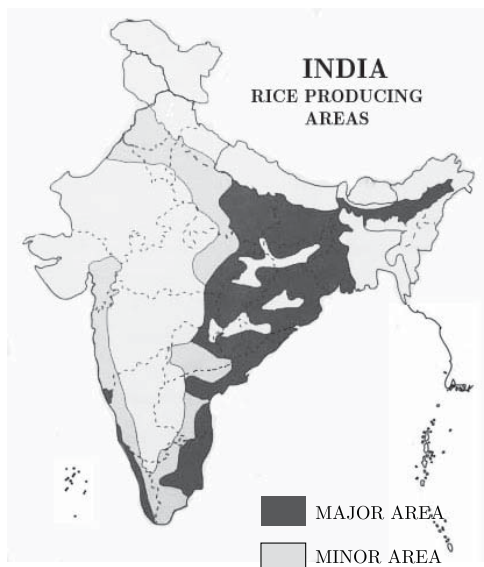 INDIA
RICE PRODUCING
AREAS
MAJOR AREA
MINOR AREA